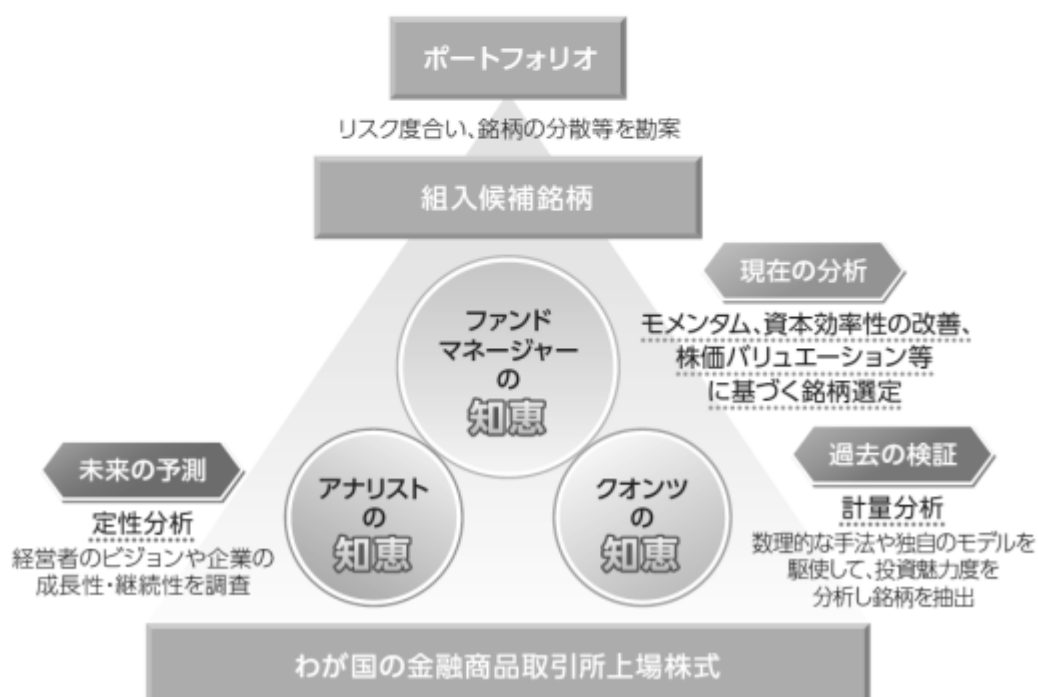 ポートフォリオ
リスク度合い、銘柄の分散等を勘案
組入候補銘柄
現在の分析
モメンタム、資本効率性の改善、
株価バリュエーション等
に基づく銘柄選定
ファンド
マネージャー
の
知恵
未来の予測
定性分析
経営者のビジョンや企業の
成長性・継続性を調査
アナリスト
の
知恵
クオンツ
の
知恵
過去の検証
計量分析
数理的な手法や独自のモデルを
駆使して、投資魅力度を
分析し銘柄を抽出
わが国の金融商品取引所上場株式